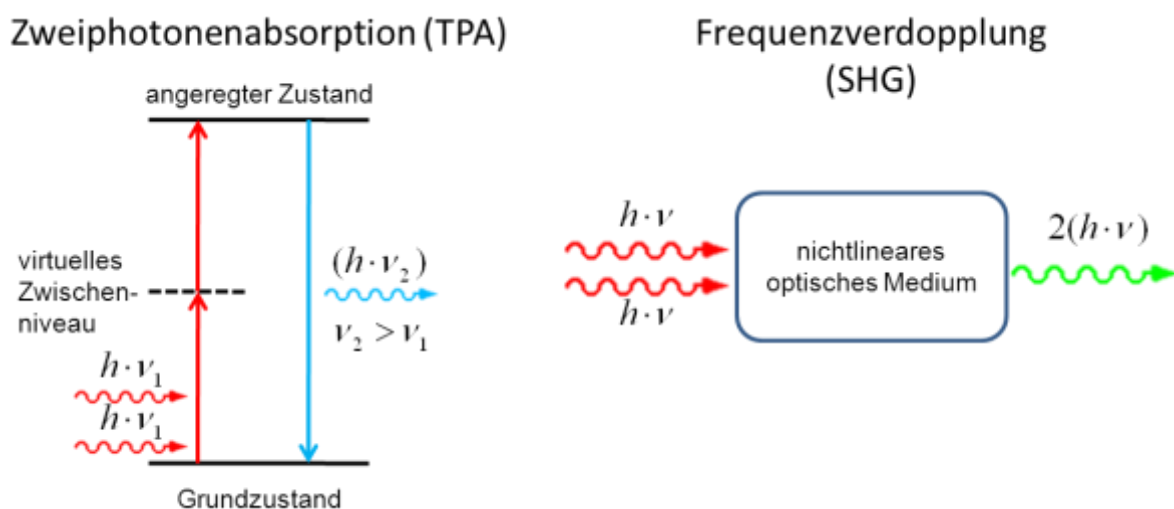 Zweiphotonenabsorption (TPA)
angeregter Zustand
virtuelles
Zwischen-
niveau
(h·ν₂)
ν₂ > ν₁
h·ν₁
h·ν₁
Grundzustand
Frequenzverdopplung
(SHG)
h·ν
h·ν
nichtlineares
optisches Medium
2(h·ν)